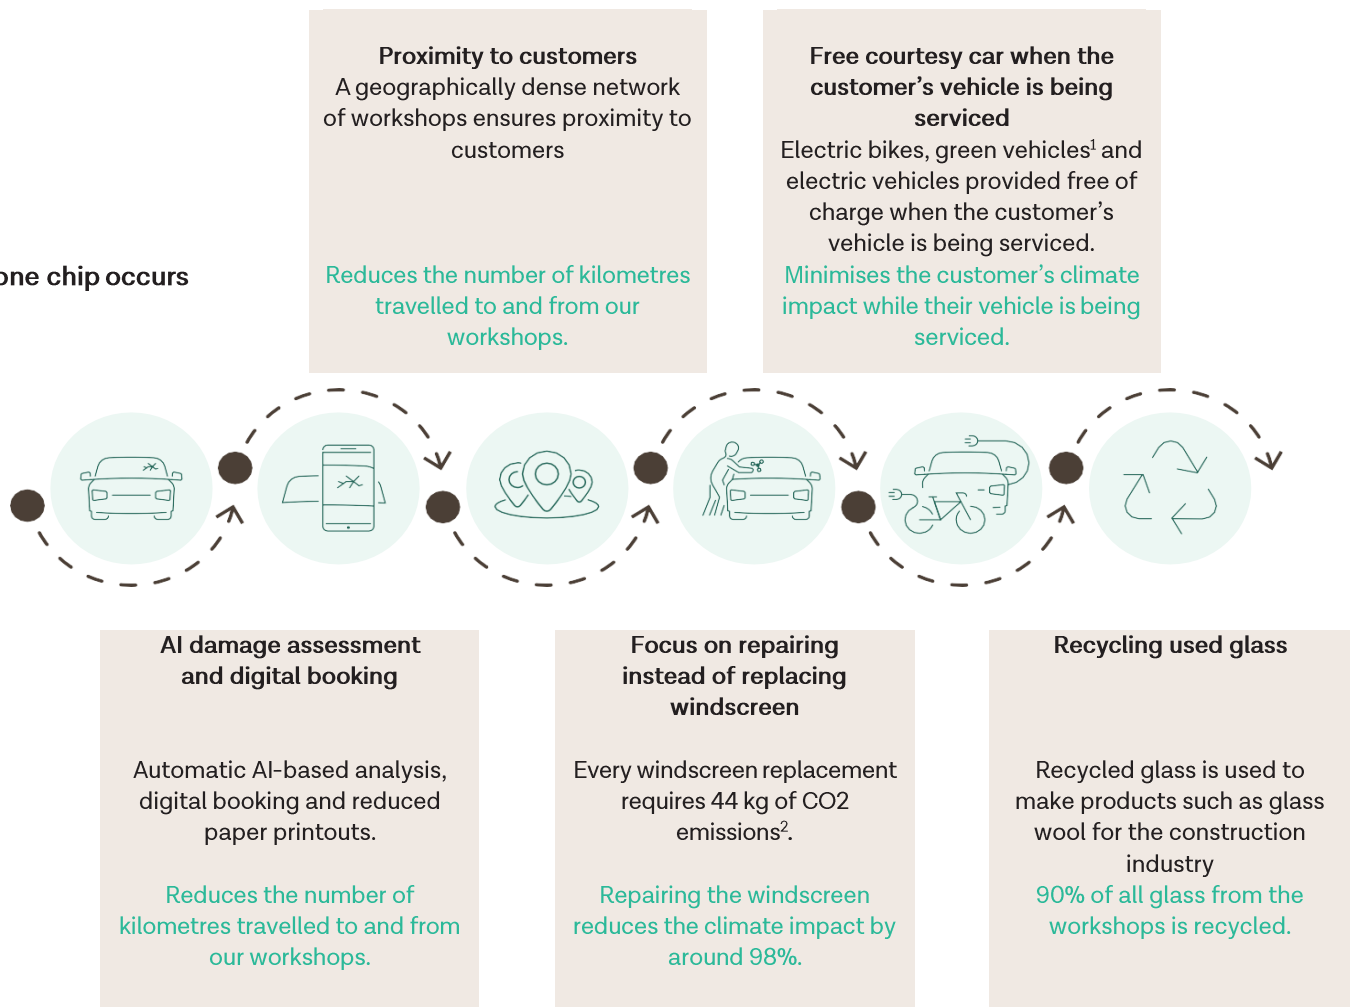 one chip occurs
Proximity to customers
A geographically dense network
of workshops ensures proximity to
customers
Reduces the number of kilometres
travelled to and from our
workshops.
Free courtesy car when the
customer’s vehicle is being
serviced
Electric bikes, green vehicles¹ and
electric vehicles provided free of
charge when the customer’s
vehicle is being serviced.
Minimises the customer’s climate
impact while their vehicle is being
serviced.
AI damage assessment
and digital booking
Automatic AI-based analysis,
digital booking and reduced
paper printouts.
Reduces the number of
kilometres travelled to and from
our workshops.
Focus on repairing
instead of replacing
windscreen
Every windscreen replacement
requires 44 kg of CO2
emissions².
Repairing the windscreen
reduces the climate impact by
around 98%.
Recycling used glass
Recycled glass is used to
make products such as glass
wool for the construction
industry
90% of all glass from the
workshops is recycled.